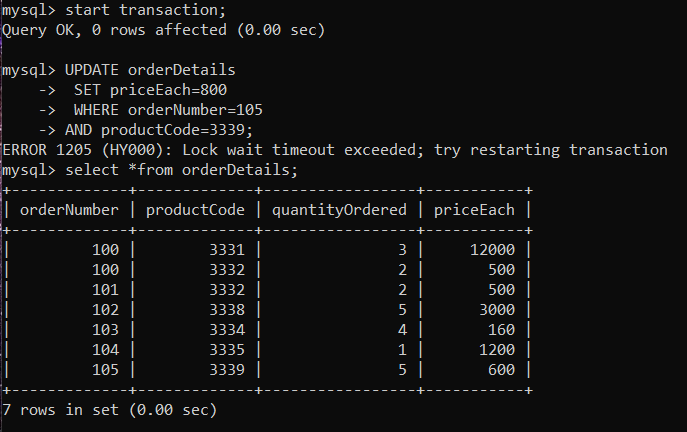 mysql> start transaction;
Query OK, 0 rows affected (0.00 sec)
mysql> UPDATE orderDetails
    ->  SET priceEach=800
    ->  WHERE orderNumber=105
    -> AND productCode=3339;
ERROR 1205 (HY000): Lock wait timeout exceeded; try restarting transaction
mysql> select *from orderDetails;
+-------------+-------------+-----------------+-----------+
| orderNumber | productCode | quantityOrdered | priceEach |
+-------------+-------------+-----------------+-----------+
|         100 |        3331 |               3 |     12000 |
|         100 |        3332 |               2 |       500 |
|         101 |        3332 |               2 |       500 |
|         102 |        3338 |               5 |      3000 |
|         103 |        3334 |               4 |       160 |
|         104 |        3335 |               1 |      1200 |
|         105 |        3339 |               5 |       600 |
+-------------+-------------+-----------------+-----------+
7 rows in set (0.00 sec)